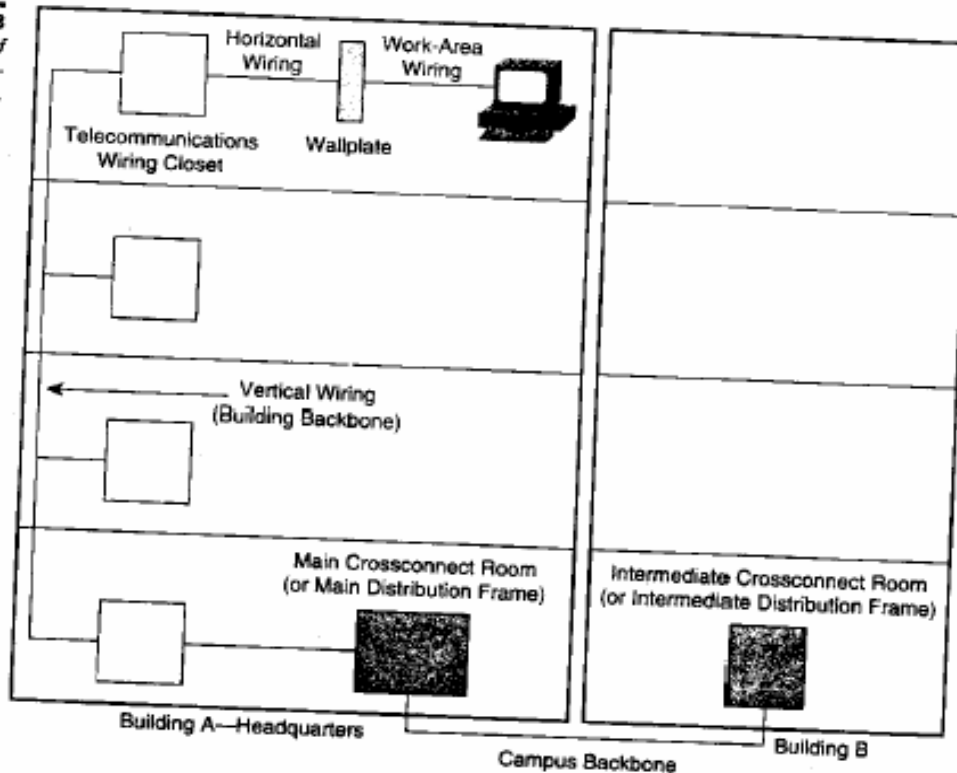 Horizontal
Wiring
Work-Area
Wiring
Telecommunications
Wiring Closet
Wallplate
Vertical Wiring
(Building Backbone)
Main Crossconnect Room
(or Main Distribution Frame)
Intermediate Crossconnect Room
(or Intermediate Distribution Frame)
Building A—Headquarters
Campus Backbone
Building B